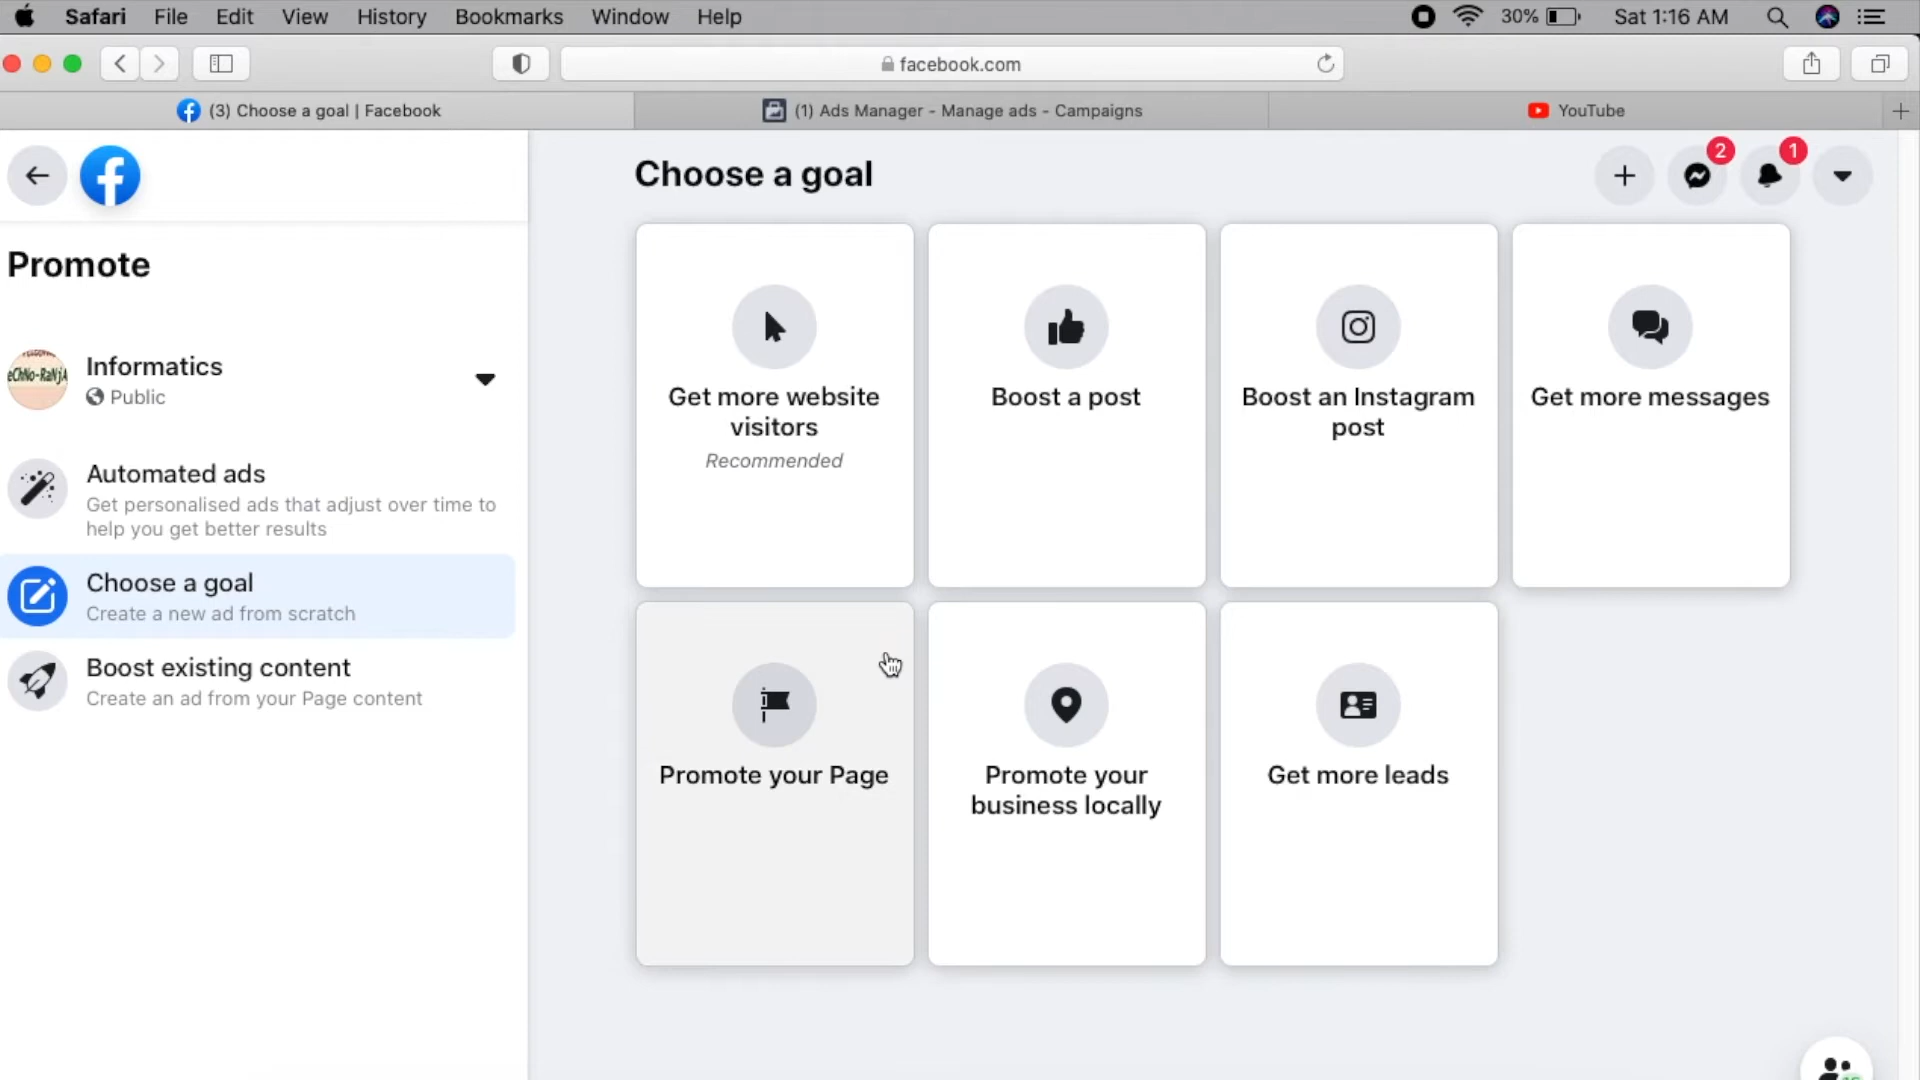 Safari File Edit View History Bookmarks Window Help 30% Sat 1:16 AM
facebook.com
(3) Choose a goal | Facebook
(1) Ads Manager - Manage ads - Campaigns
YouTube
Choose a goal
2
1
Promote
Informatics
Public
Automated ads
Get personalised ads that adjust over time to
help you get better results
Choose a goal
Create a new ad from scratch
Boost existing content
Create an ad from your Page content
Get more website
visitors
Recommended
Boost a post
Boost an Instagram
post
Get more messages
Promote your Page
Promote your
business locally
Get more leads